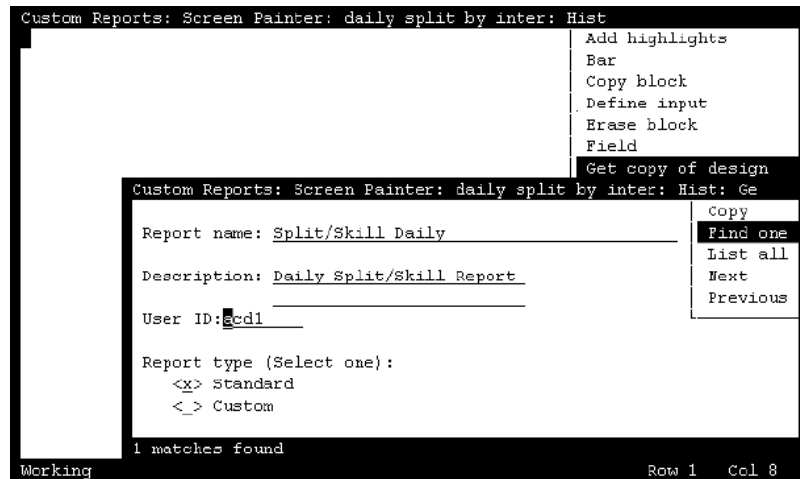 Custom Reports: Screen Painter: daily split by inter: Hist
Add highlights
Bar
Copy block
Define input
Erase block
Field
Get copy of design
Custom Reports: Screen Painter: daily split by inter: Hist: Ge
Report name: Split/Skill Daily
Description: Daily Split/Skill Report
User ID:acd1
Report type (Select one):
<x> Standard
<_> Custom
Copy
Find one
List all
Next
Previous
1 matches found
Working Row 1 Col 8